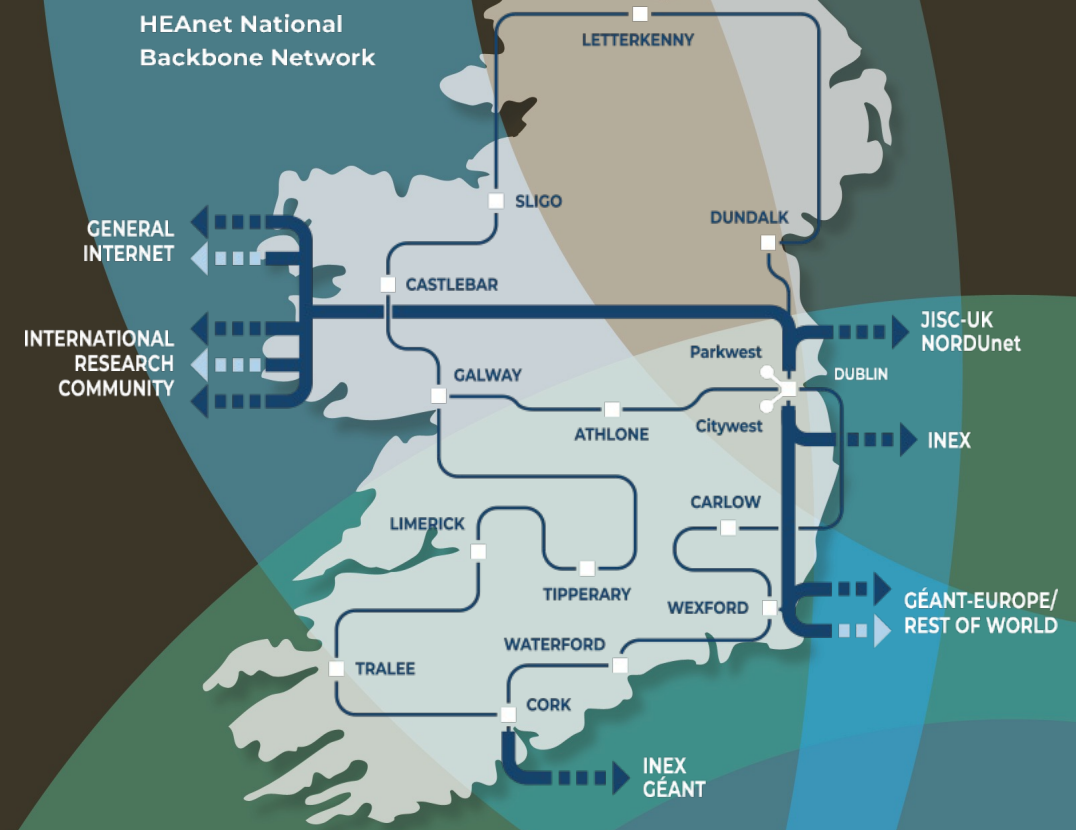 HEAnet National
Backbone Network
LETTERKENNY
SLIGO
DUNDALK
GENERAL
INTERNET
CASTLEBAR
INTERNATIONAL
RESEARCH
COMMUNITY
JISC-UK
NORDUnet
Parkwest
DUBLIN
GALWAY
ATHLONE
Citywest
INEX
CARLOW
LIMERICK
TIPPERARY
WEXFORD
GÉANT-EUROPE/
REST OF WORLD
WATERFORD
TRALEE
CORK
INEX
GÉANT